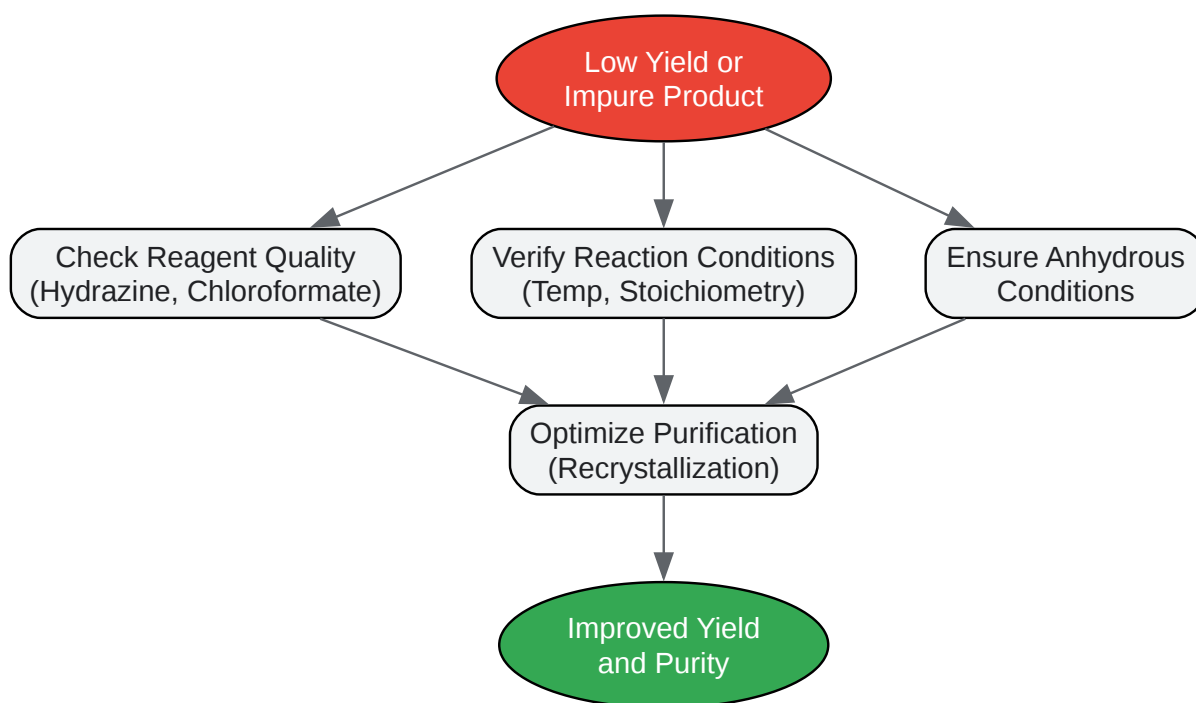 Low Yield or
Impure Product
Check Reagent Quality
(Hydrazine, Chloroformate)
Verify Reaction Conditions
(Temp, Stoichiometry)
Ensure Anhydrous
Conditions
Optimize Purification
(Recrystallization)
Improved Yield
and Purity